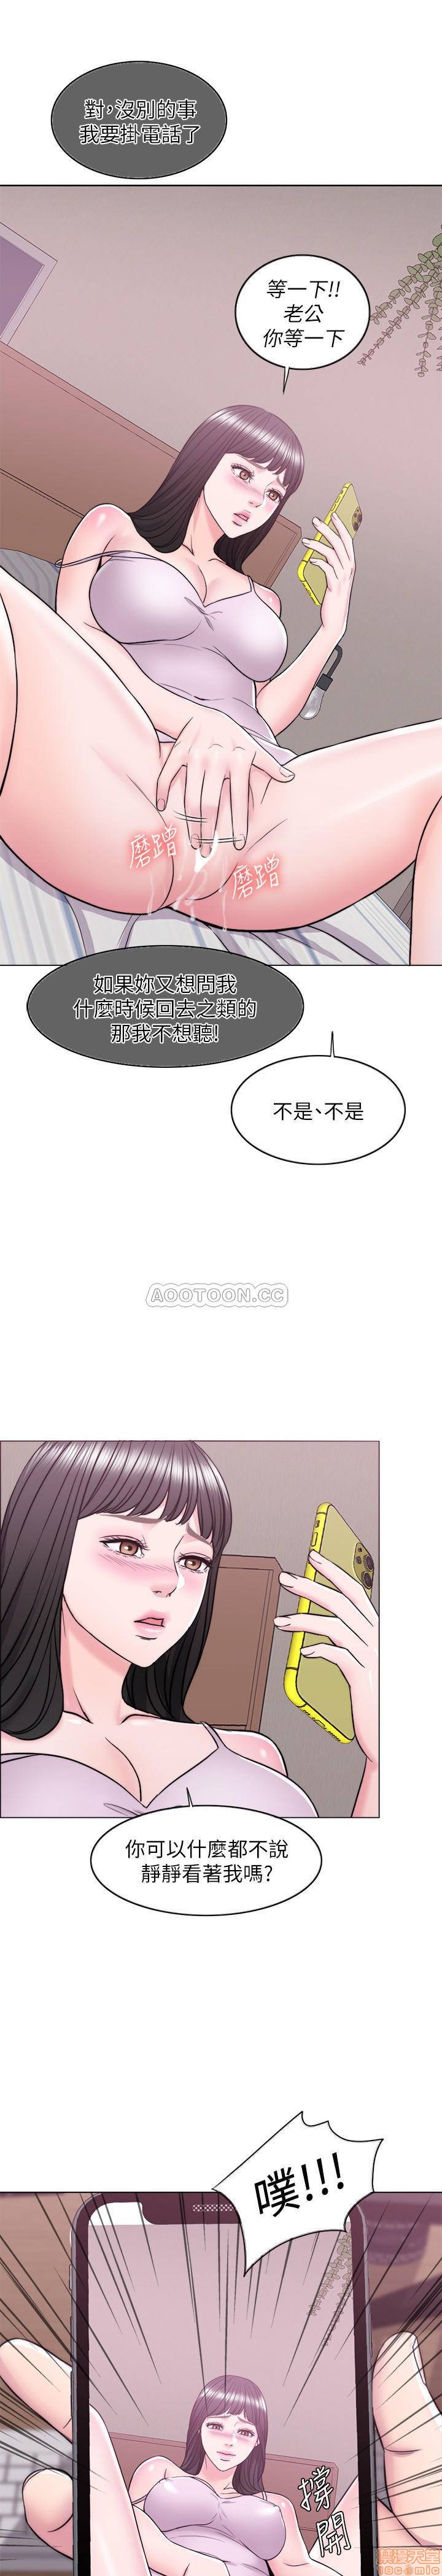 對，沒別的事
我要掛電話了
等一下!!
老公
你等一下
磨蹭
磨蹭
如果妳又想問我
什麼時候回去之類的
那我不想聽!
不是、不是
AOOTOON.CC
你可以什麼都不說
靜靜看著我嗎?
噗!!!
撐開